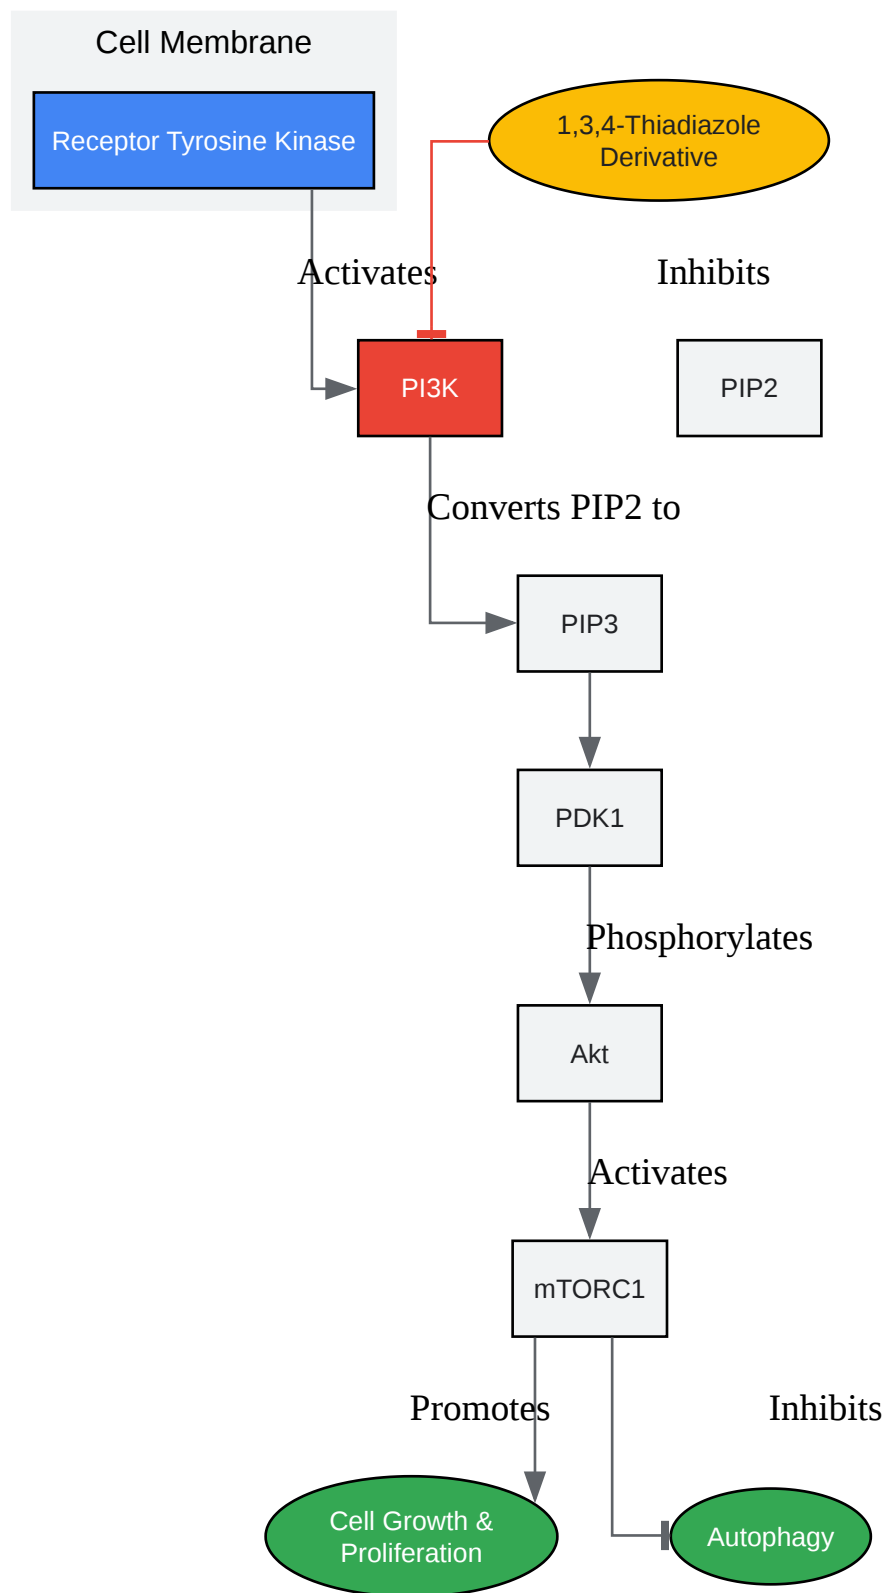 Cell Membrane
Receptor Tyrosine Kinase
1,3,4-Thiadiazole
Derivative
Activates
Inhibits
PI3K
PIP2
Converts PIP2 to
PIP3
PDK1
Phosphorylates
Akt
Activates
mTORC1
Promotes
Inhibits
Cell Growth &
Proliferation
Autophagy